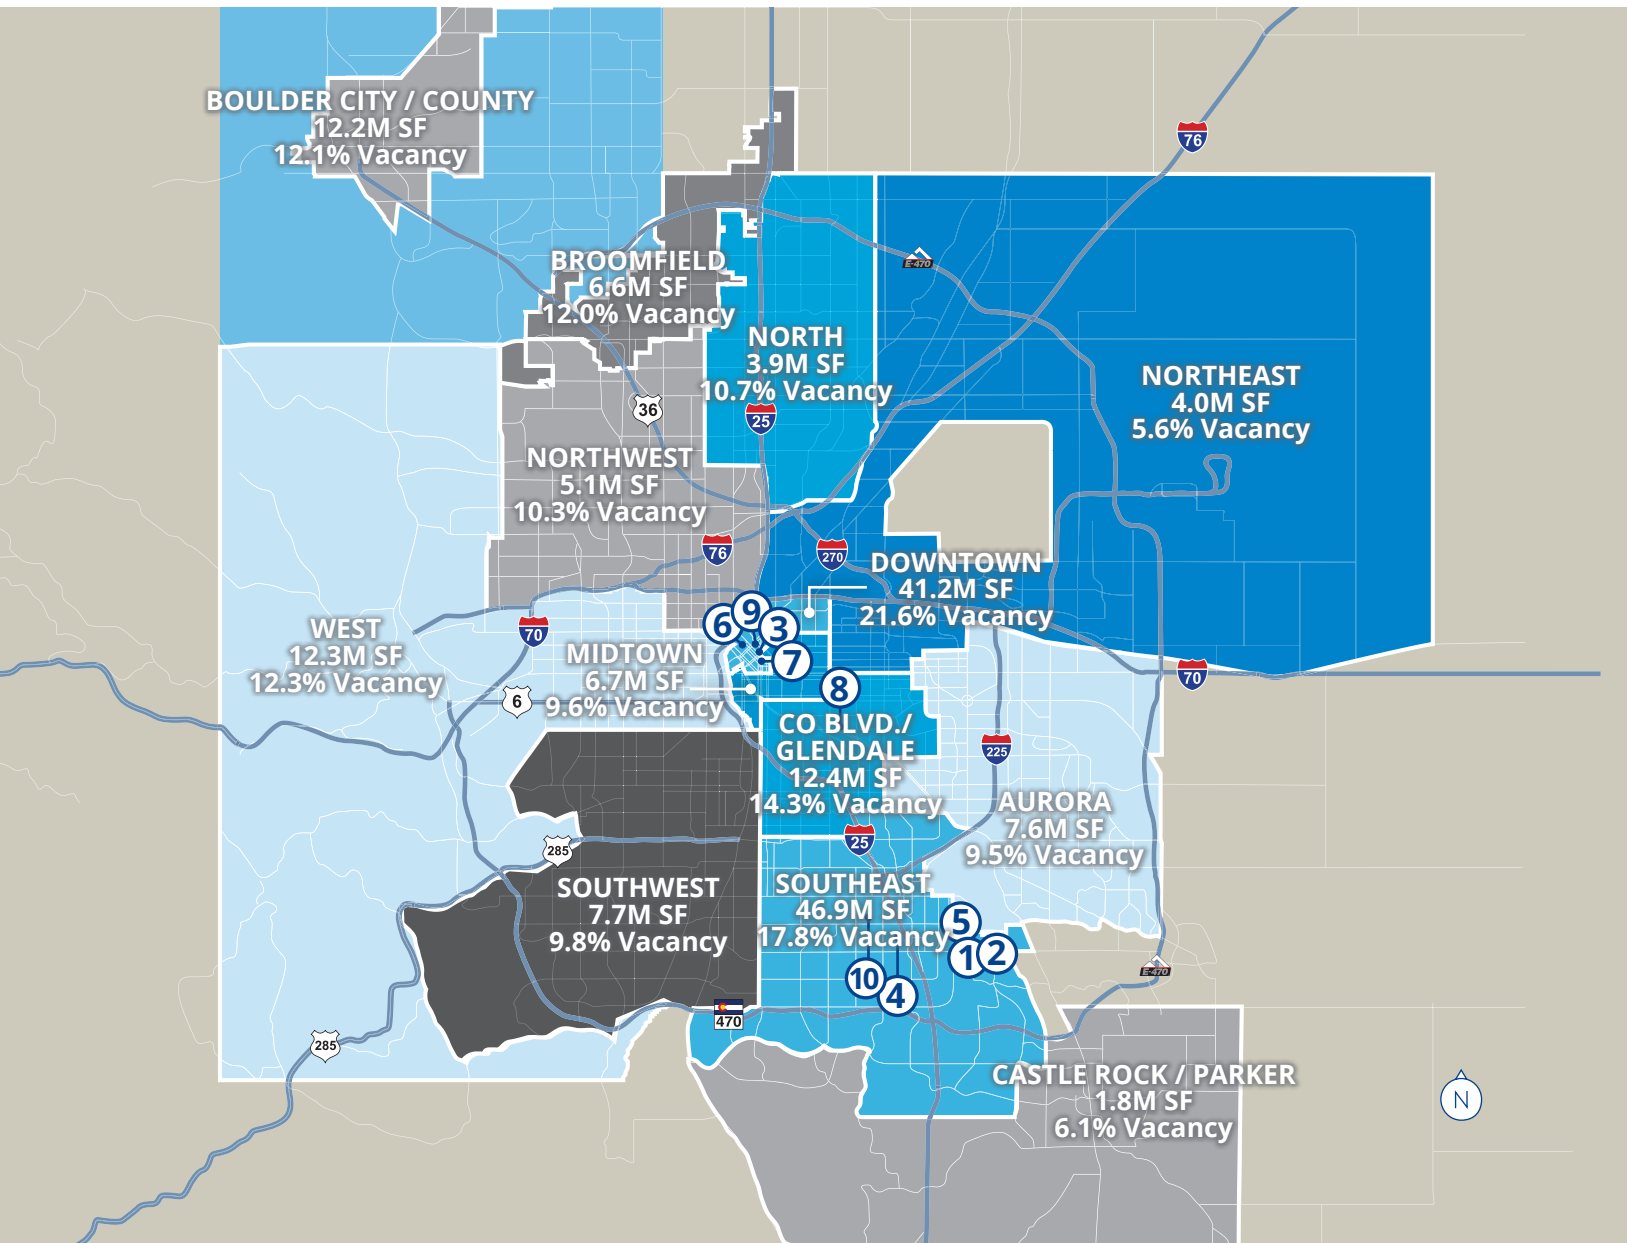 BOULDER CITY / COUNTY
12.2M SF
12.1% Vacancy
76
BROOMFIELD
6.6M SF
12.0% Vacancy
E-470
NORTH
3.9M SF
10.7% Vacancy
25
36
NORTHEAST
4.0M SF
5.6% Vacancy
NORTHWEST
5.1M SF
10.3% Vacancy
76
270
DOWNTOWN
41.2M SF
21.6% Vacancy
6
9
3
7
8
70
WEST
12.3M SF
12.3% Vacancy
MIDTOWN
6.7M SF
9.6% Vacancy
6
70
CO BLVD./
GLENDALE
12.4M SF
14.3% Vacancy
225
AURORA
7.6M SF
9.5% Vacancy
25
285
SOUTHWEST
7.7M SF
9.8% Vacancy
SOUTHEAST
46.9M SF
17.8% Vacancy
5
1
2
10
4
E-470
470
285
CASTLE ROCK / PARKER
1.8M SF
6.1% Vacancy
N